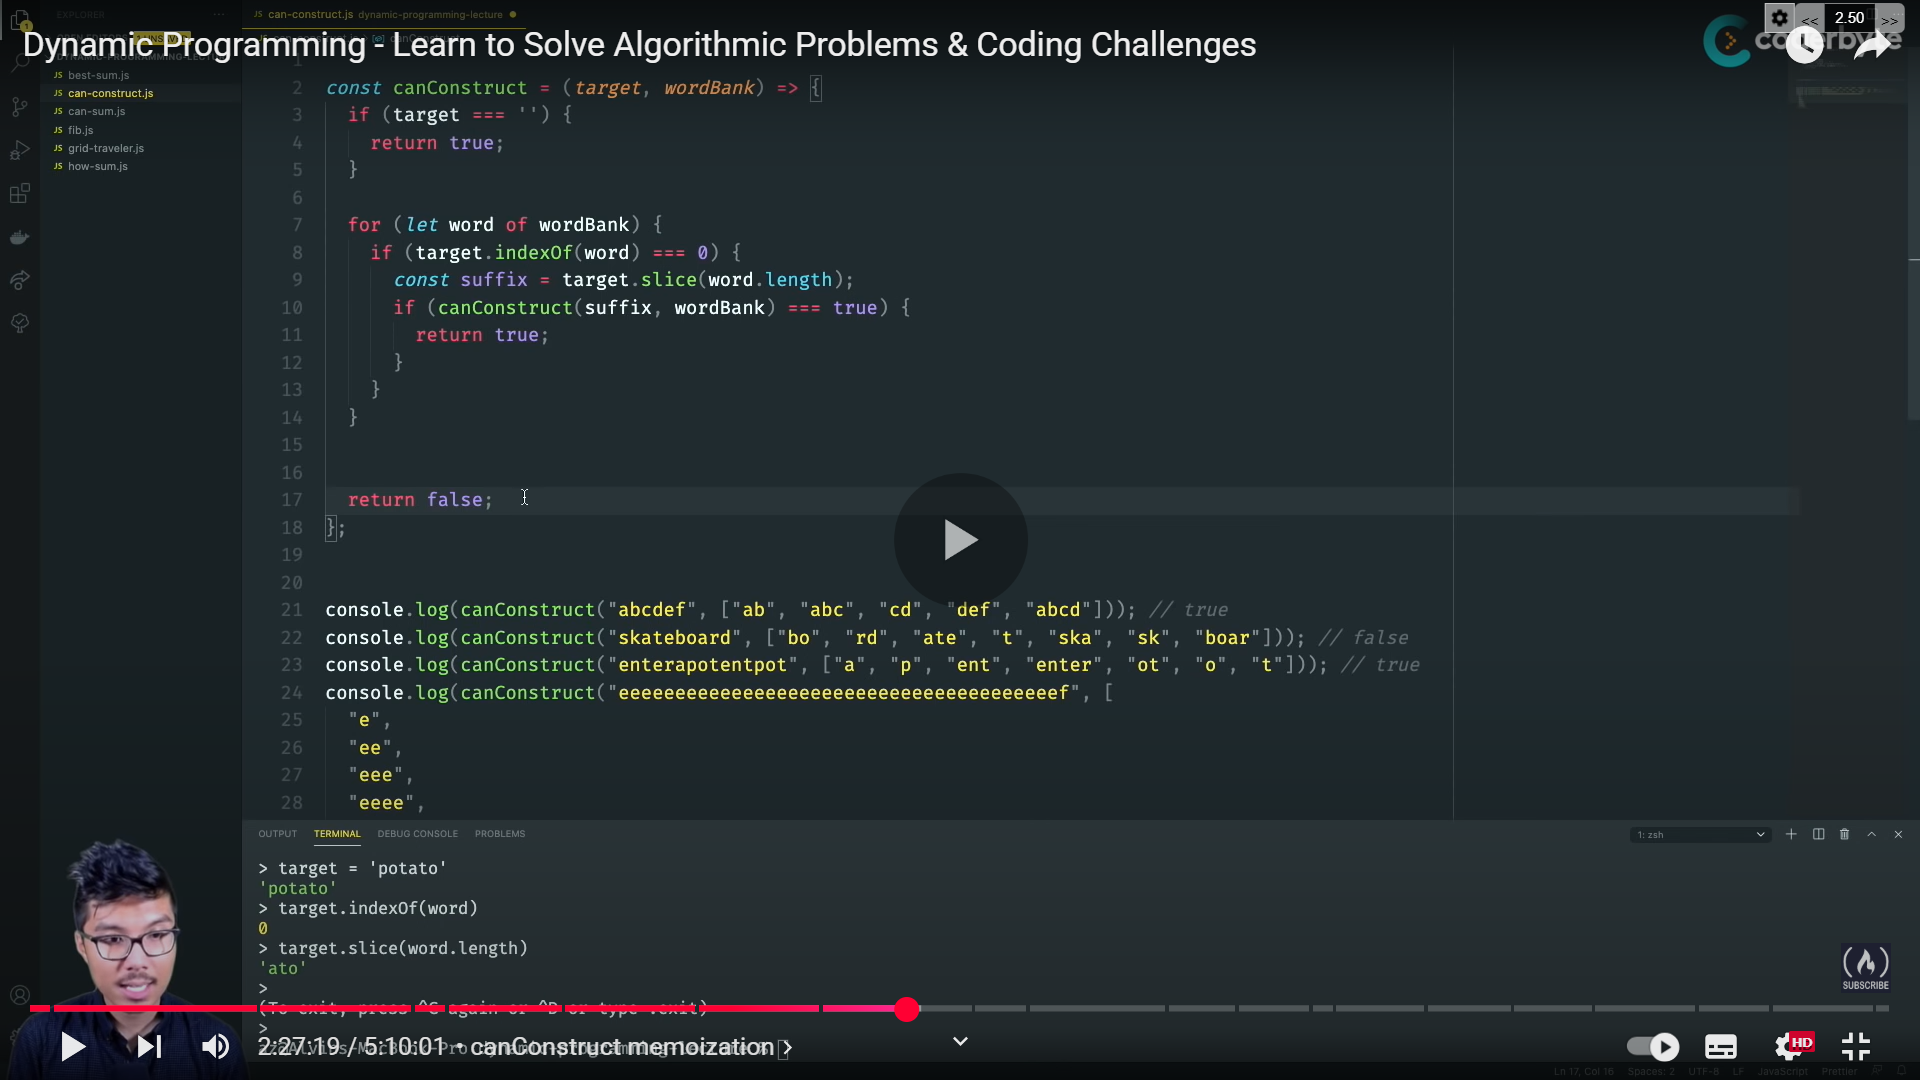 EXPLORER
can-construct.js dynamic-programming-lecture
2.50
<<
>>
Dynamic Programming - Learn to Solve Algorithmic Problems & Coding Challenges
JS best-sum.js
JS can-construct.js
JS can-sum.js
JS fib.js
JS grid-traveler.js
JS how-sum.js
1
2 const canConstruct = (target, wordBank) => {
3 if (target === '') {
4 return true;
5 }
6
7 for (let word of wordBank) {
8 if (target.indexOf(word) === 0) {
9 const suffix = target.slice(word.length);
10 if (canConstruct(suffix, wordBank) === true) {
11 return true;
12 }
13 }
14 }
15
16
17 return false;
18 };
19
20
21 console.log(canConstruct("abcdef", ["ab", "abc", "cd", "def", "abcd"])); // true
22 console.log(canConstruct("skateboard", ["bo", "rd", "ate", "t", "ska", "sk", "boar"])); // false
23 console.log(canConstruct("enterapotentpot", ["a", "p", "ent", "enter", "ot", "o", "t"])); // true
24 console.log(canConstruct("eeeeeeeeeeeeeeeeeeeeeeeeeeeeeeeeeeeeeeef", [
25 "e",
26 "ee",
27 "eee",
28 "eeee",
OUTPUT TERMINAL DEBUG CONSOLE PROBLEMS
1: zsh
> target = 'potato'
'potato'
> target.indexOf(word)
0
> target.slice(word.length)
'ato'
>
(To exit, press ^C again or ^D or type .exit)
>
SUBSCRIBE
2:27:19 / 5:10:01 • canConstruct memoization
HD
Ln 17, Col 16 Spaces: 2 UTF-8 LF JavaScript Prettier